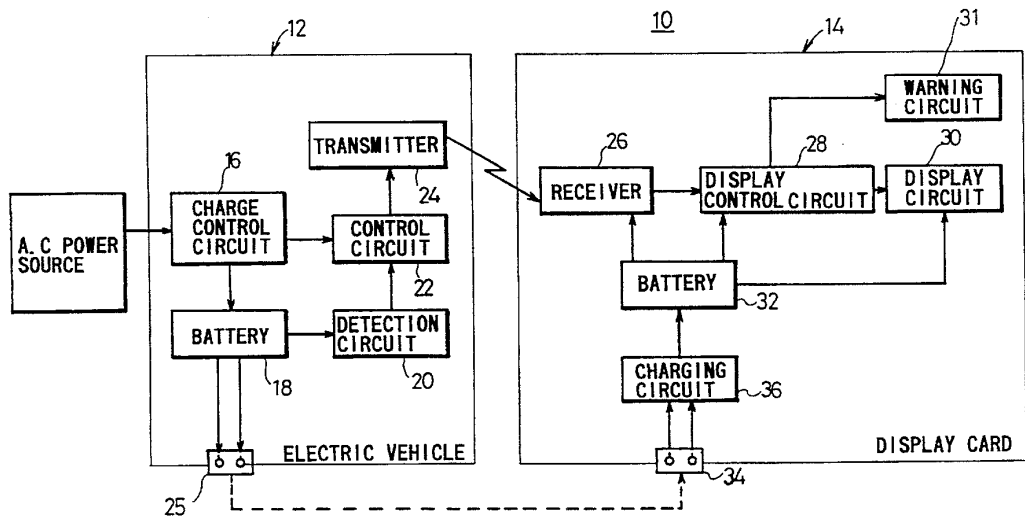 10
12
14
31
WARNING
CIRCUIT
TRANSMITTER
24
16
CHARGE
CONTROL
CIRCUIT
26
RECEIVER
28
DISPLAY
CONTROL CIRCUIT
30
DISPLAY
CIRCUIT
A.C POWER
SOURCE
CONTROL
CIRCUIT
22
BATTERY
18
DETECTION
CIRCUIT
20
BATTERY
32
CHARGING
CIRCUIT
36
ELECTRIC VEHICLE
DISPLAY CARD
25
34